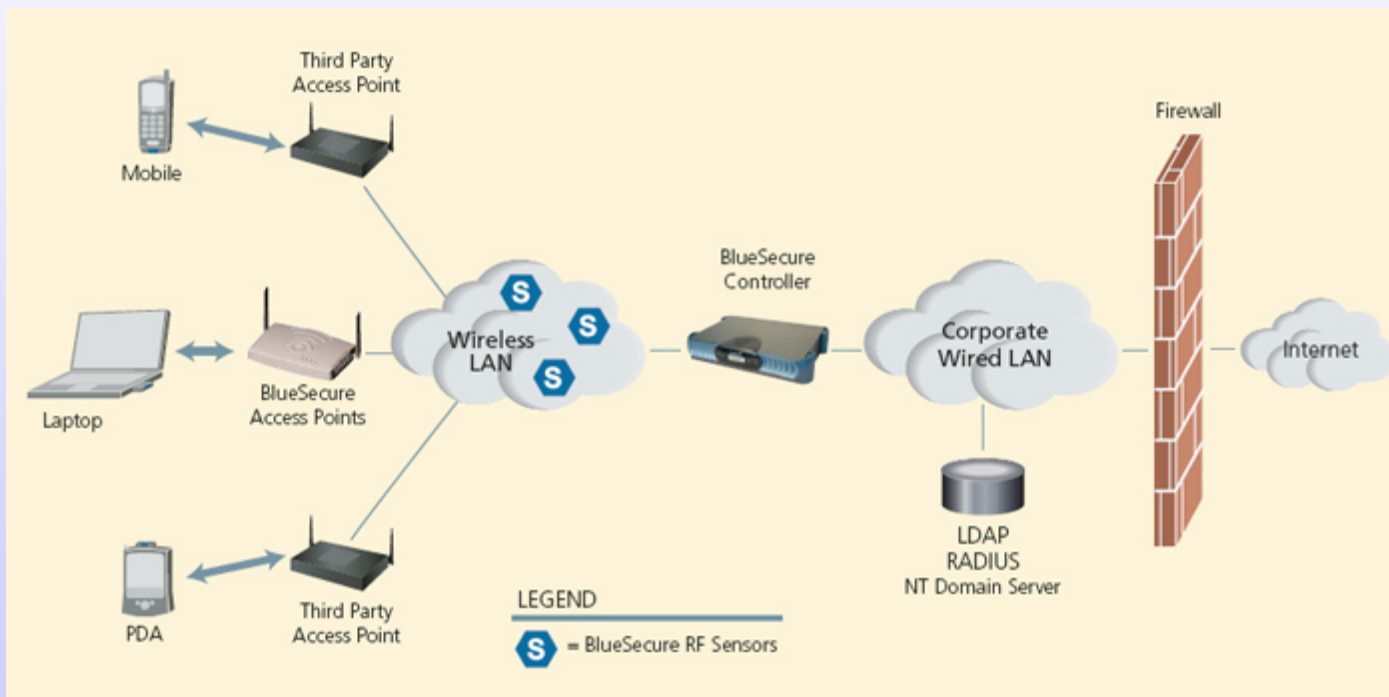 Third Party
Access Point
Mobile
Firewall
BlueSecure
Controller
S
S
S
Wireless
LAN
Corporate
Wired LAN
Internet
Laptop
BlueSecure
Access Points
LDAP
RADIUS
NT Domain Server
PDA
Third Party
Access Point
LEGEND
S = BlueSecure RF Sensors